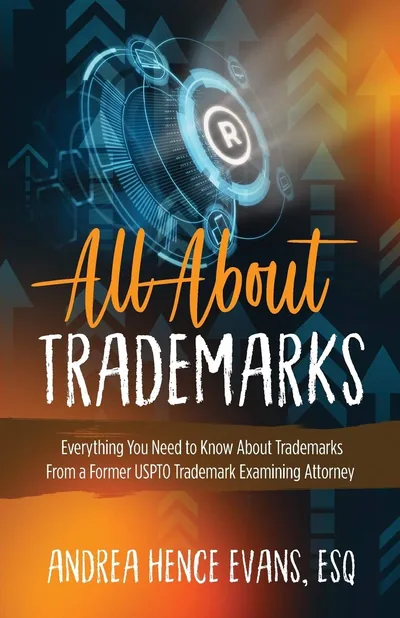 R
All About
TRADEMARKS
Everything You Need to Know About Trademarks
From a Former USPTO Trademark Examining Attorney
ANDREA HENCE EVANS, ESQ